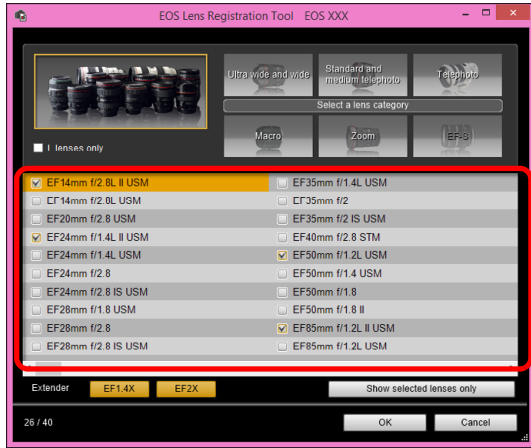 EOS Lens Registration Tool EOS XXX
Ultra wide and wide
Standard and
medium telephoto
Telephoto
Select a lens category
Macro
Zoom
EF-S
L lenses only
EF14mm f/2.8L II USM
EF14mm f/2.8L USM
EF20mm f/2.8 USM
EF24mm f/1.4L II USM
EF24mm f/1.4L USM
EF24mm f/2.8
EF24mm f/2.8 IS USM
EF28mm f/1.8 USM
EF28mm f/2.8
EF28mm f/2.8 IS USM
EF35mm f/1.4L USM
EF35mm f/2
EF35mm f/2 IS USM
EF40mm f/2.8 STM
EF50mm f/1.2L USM
EF50mm f/1.4 USM
EF50mm f/1.8
EF50mm f/1.8 II
EF85mm f/1.2L II USM
EF85mm f/1.2L USM
Extender EF1.4X EF2X Show selected lenses only
26 / 40 OK Cancel